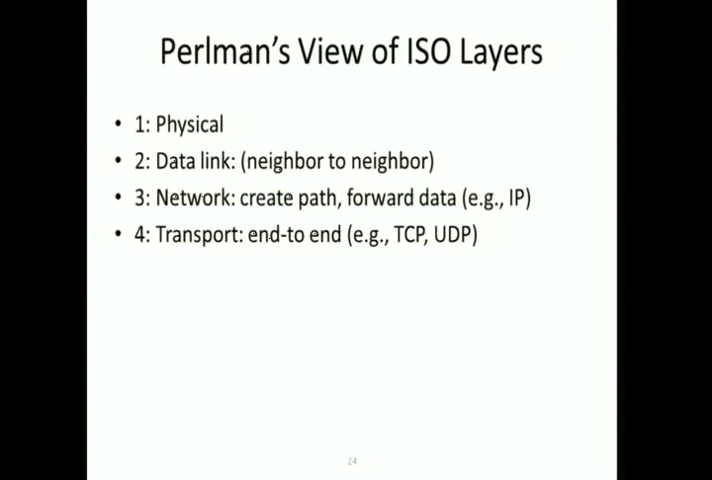 Perlman's View of ISO Layers
• 1: Physical
• 2: Data link: (neighbor to neighbor)
• 3: Network: create path, forward data (e.g., IP)
• 4: Transport: end-to end (e.g., TCP, UDP)
24